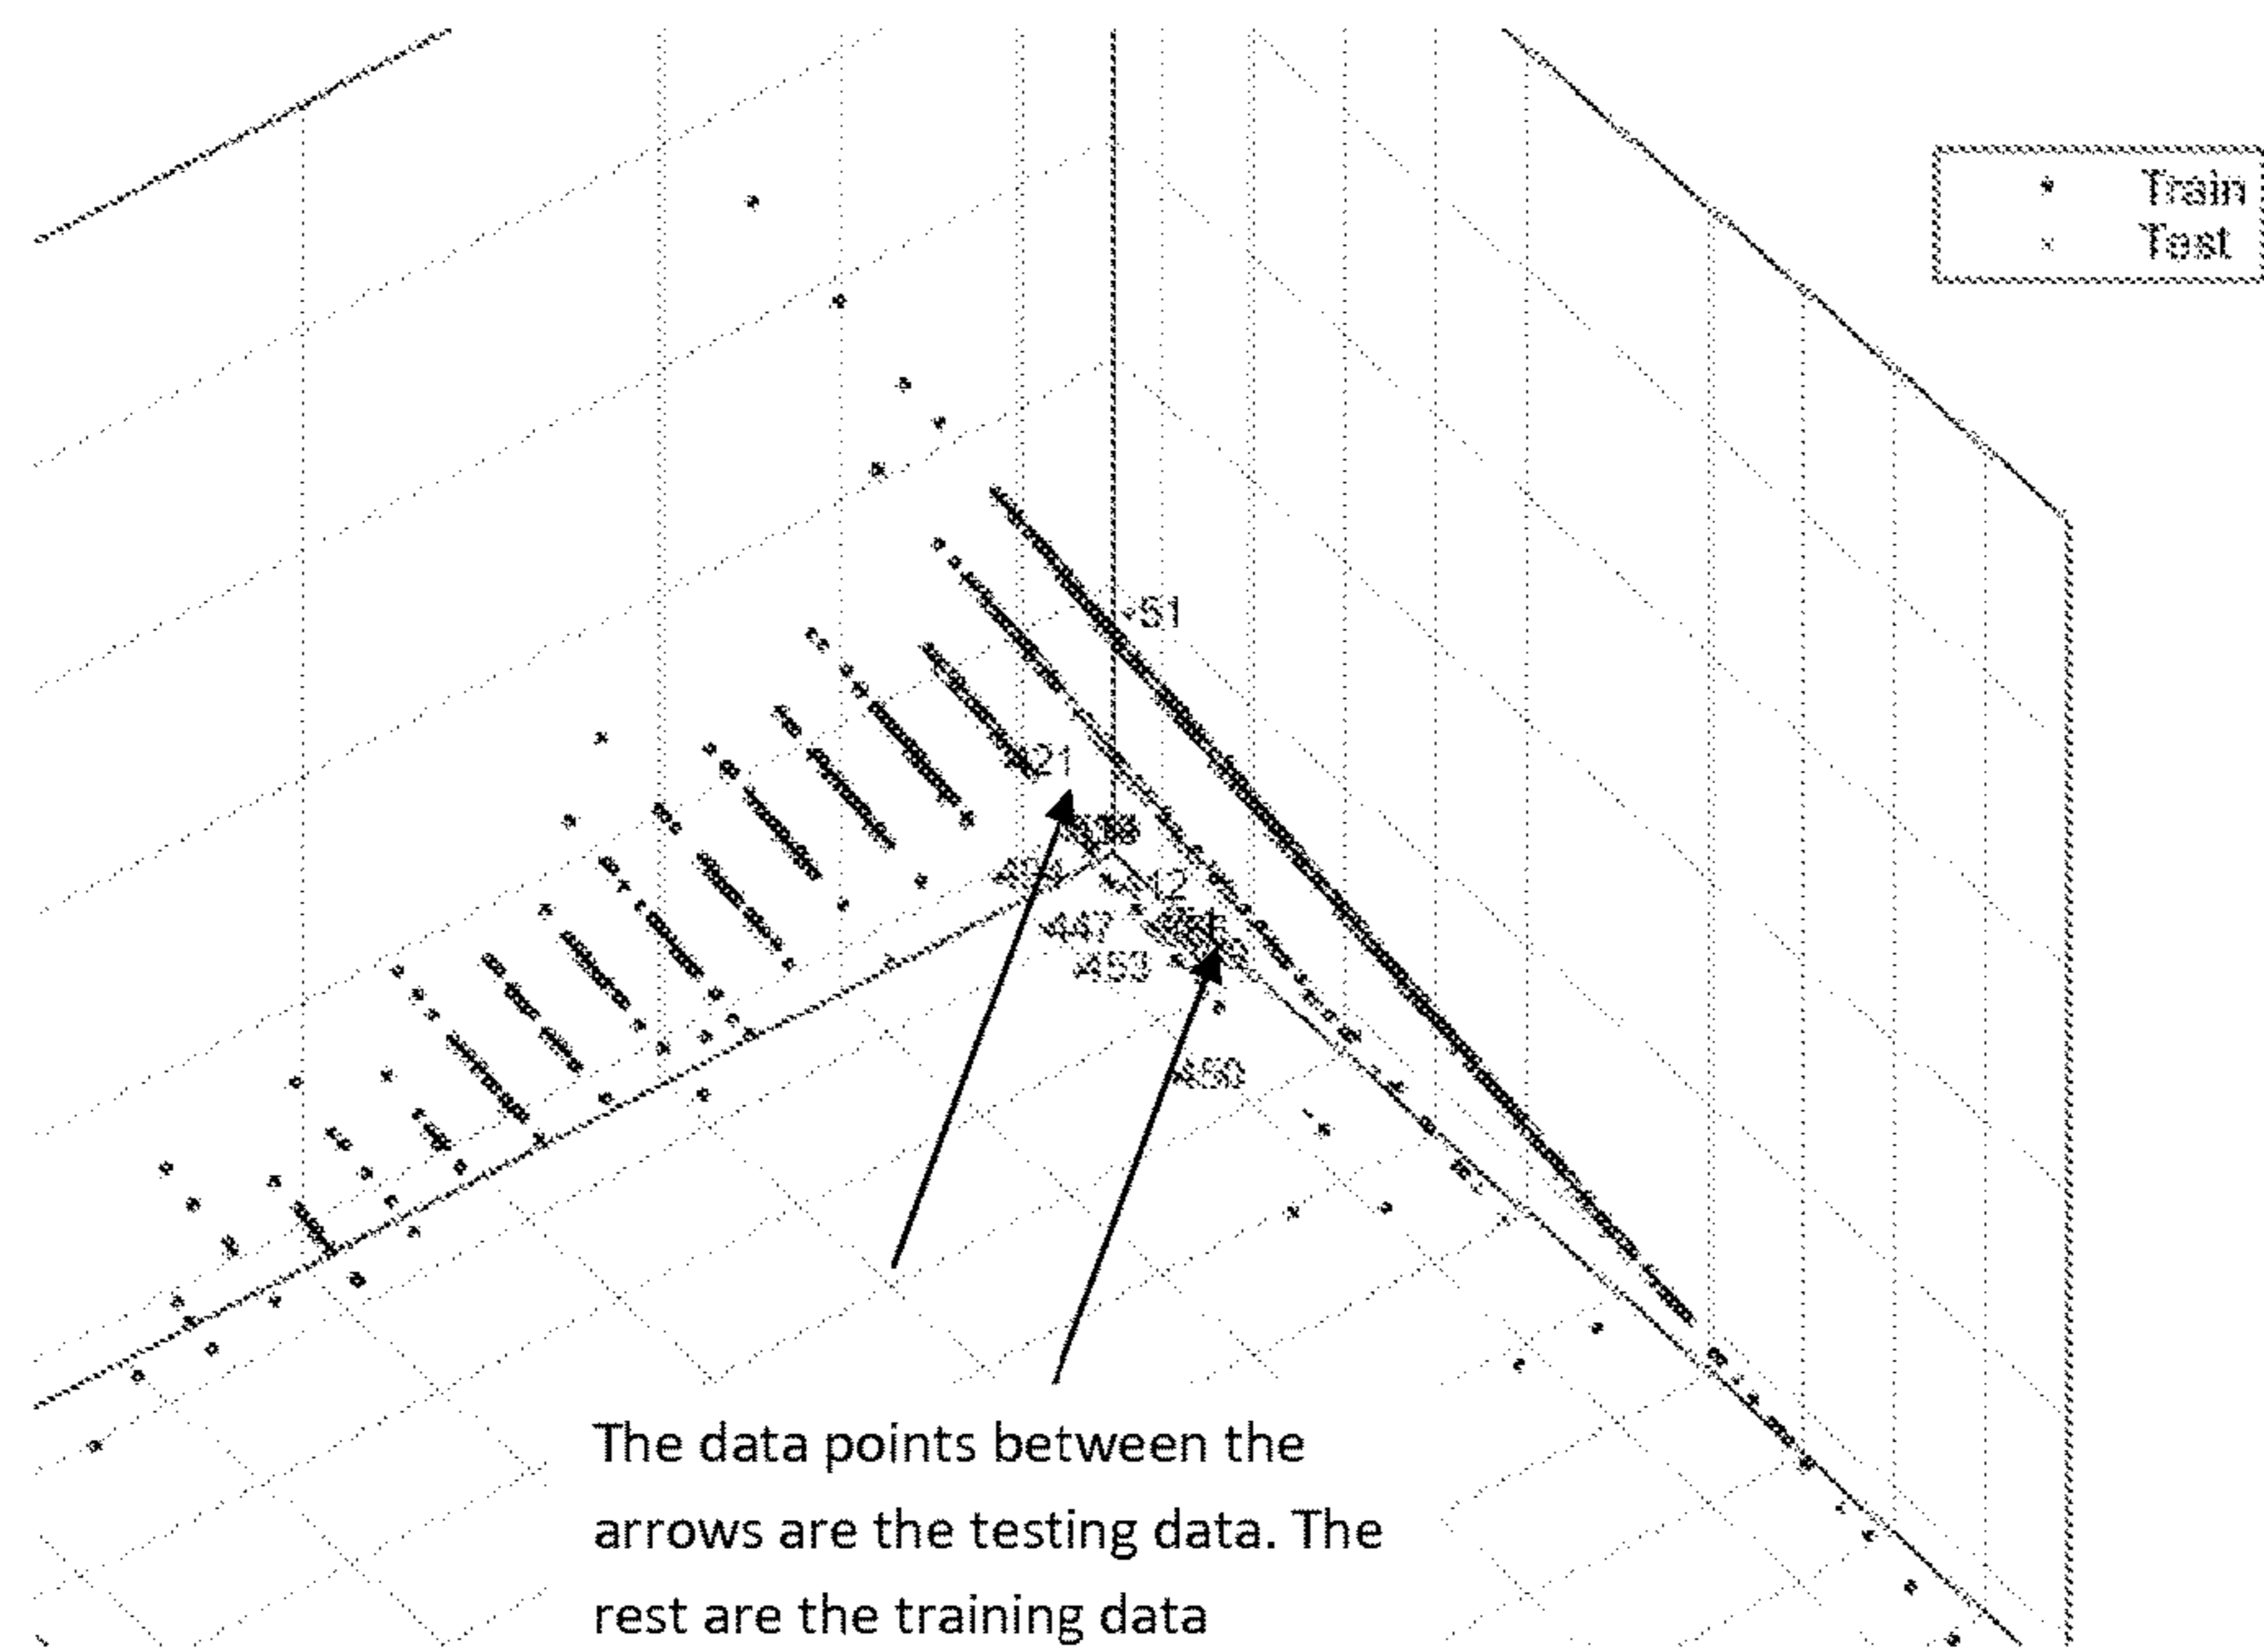 Train
Test
51
21
447
453
450
The data points between the
arrows are the testing data. The
rest are the training data